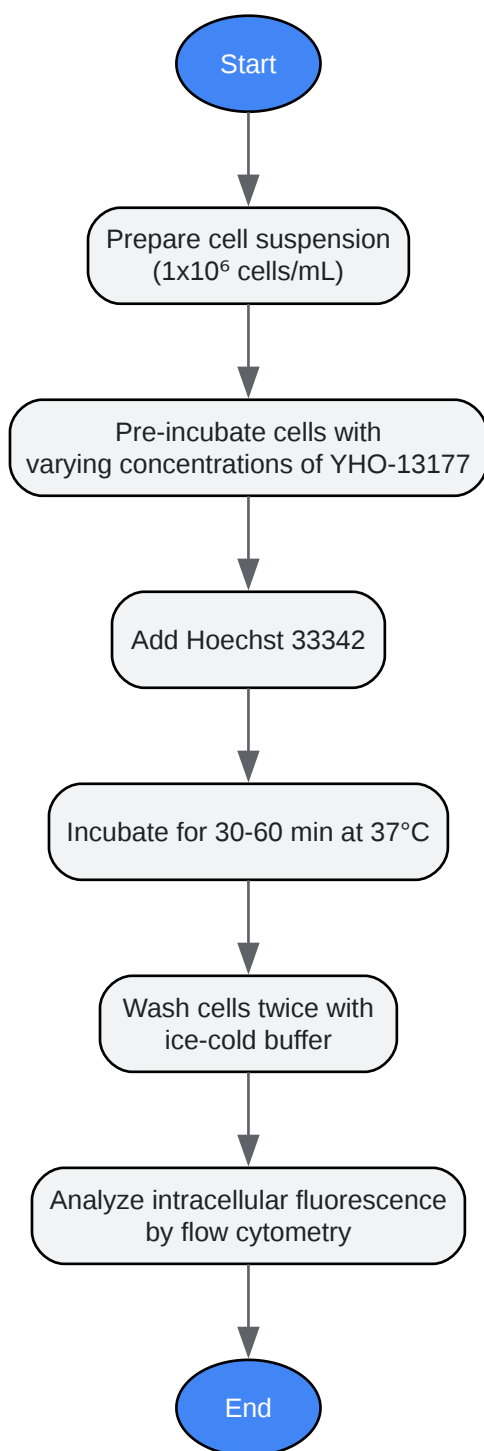 Start
Prepare cell suspension
(1x10⁶ cells/mL)
Pre-incubate cells with
varying concentrations of YHO-13177
Add Hoechst 33342
Incubate for 30-60 min at 37°C
Wash cells twice with
ice-cold buffer
Analyze intracellular fluorescence
by flow cytometry
End